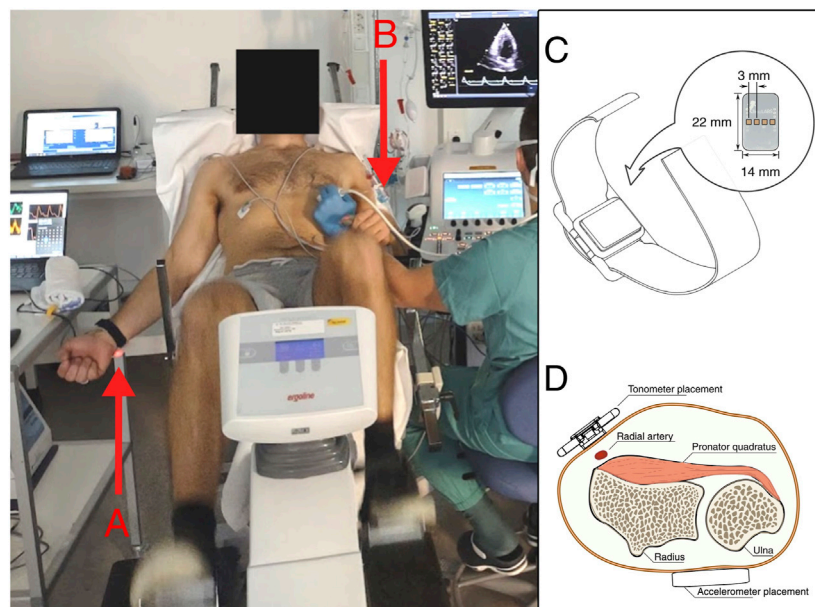 A
B
ergoline
C
3 mm
22 mm
14 mm
D
Tonometer placement
Radial artery
Pronator quadratus
Radius
Ulna
Accelerometer placement